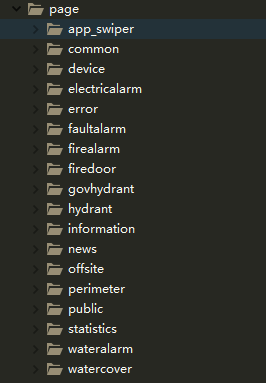 page
app_swiper
common
device
electricalarm
error
faultalarm
firealarm
firedoor
govhydrant
hydrant
information
news
offsite
perimeter
public
statistics
wateralarm
watercover